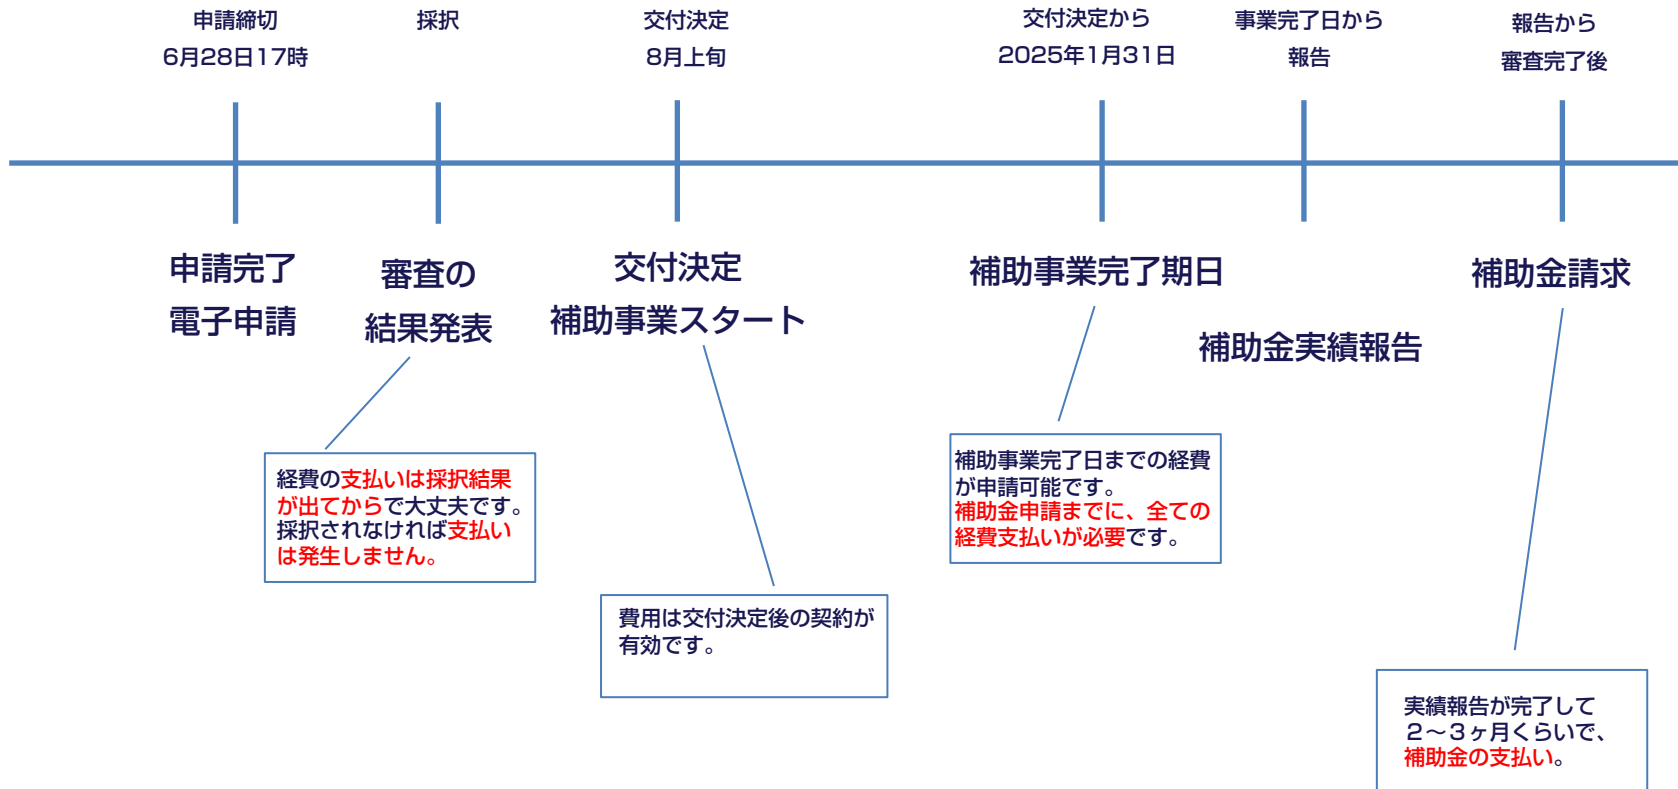 申請締切
6月28日17時
採択
交付決定
8月上旬
交付決定から
2025年1月31日
事業完了日から
報告
報告から
審査完了後
申請完了
電子申請
審査の
結果発表
交付決定
補助事業スタート
補助事業完了期日
補助金実績報告
補助金請求
経費の支払いは採択結果
が出てからで大丈夫です。
採択されなければ支払い
は発生しません。
費用は交付決定後の契約が
有効です。
補助事業完了日までの経費
が申請可能です。
補助金申請までに、全ての
経費支払いが必要です。
実績報告が完了して
２～３ヶ月くらいで、
補助金の支払い。